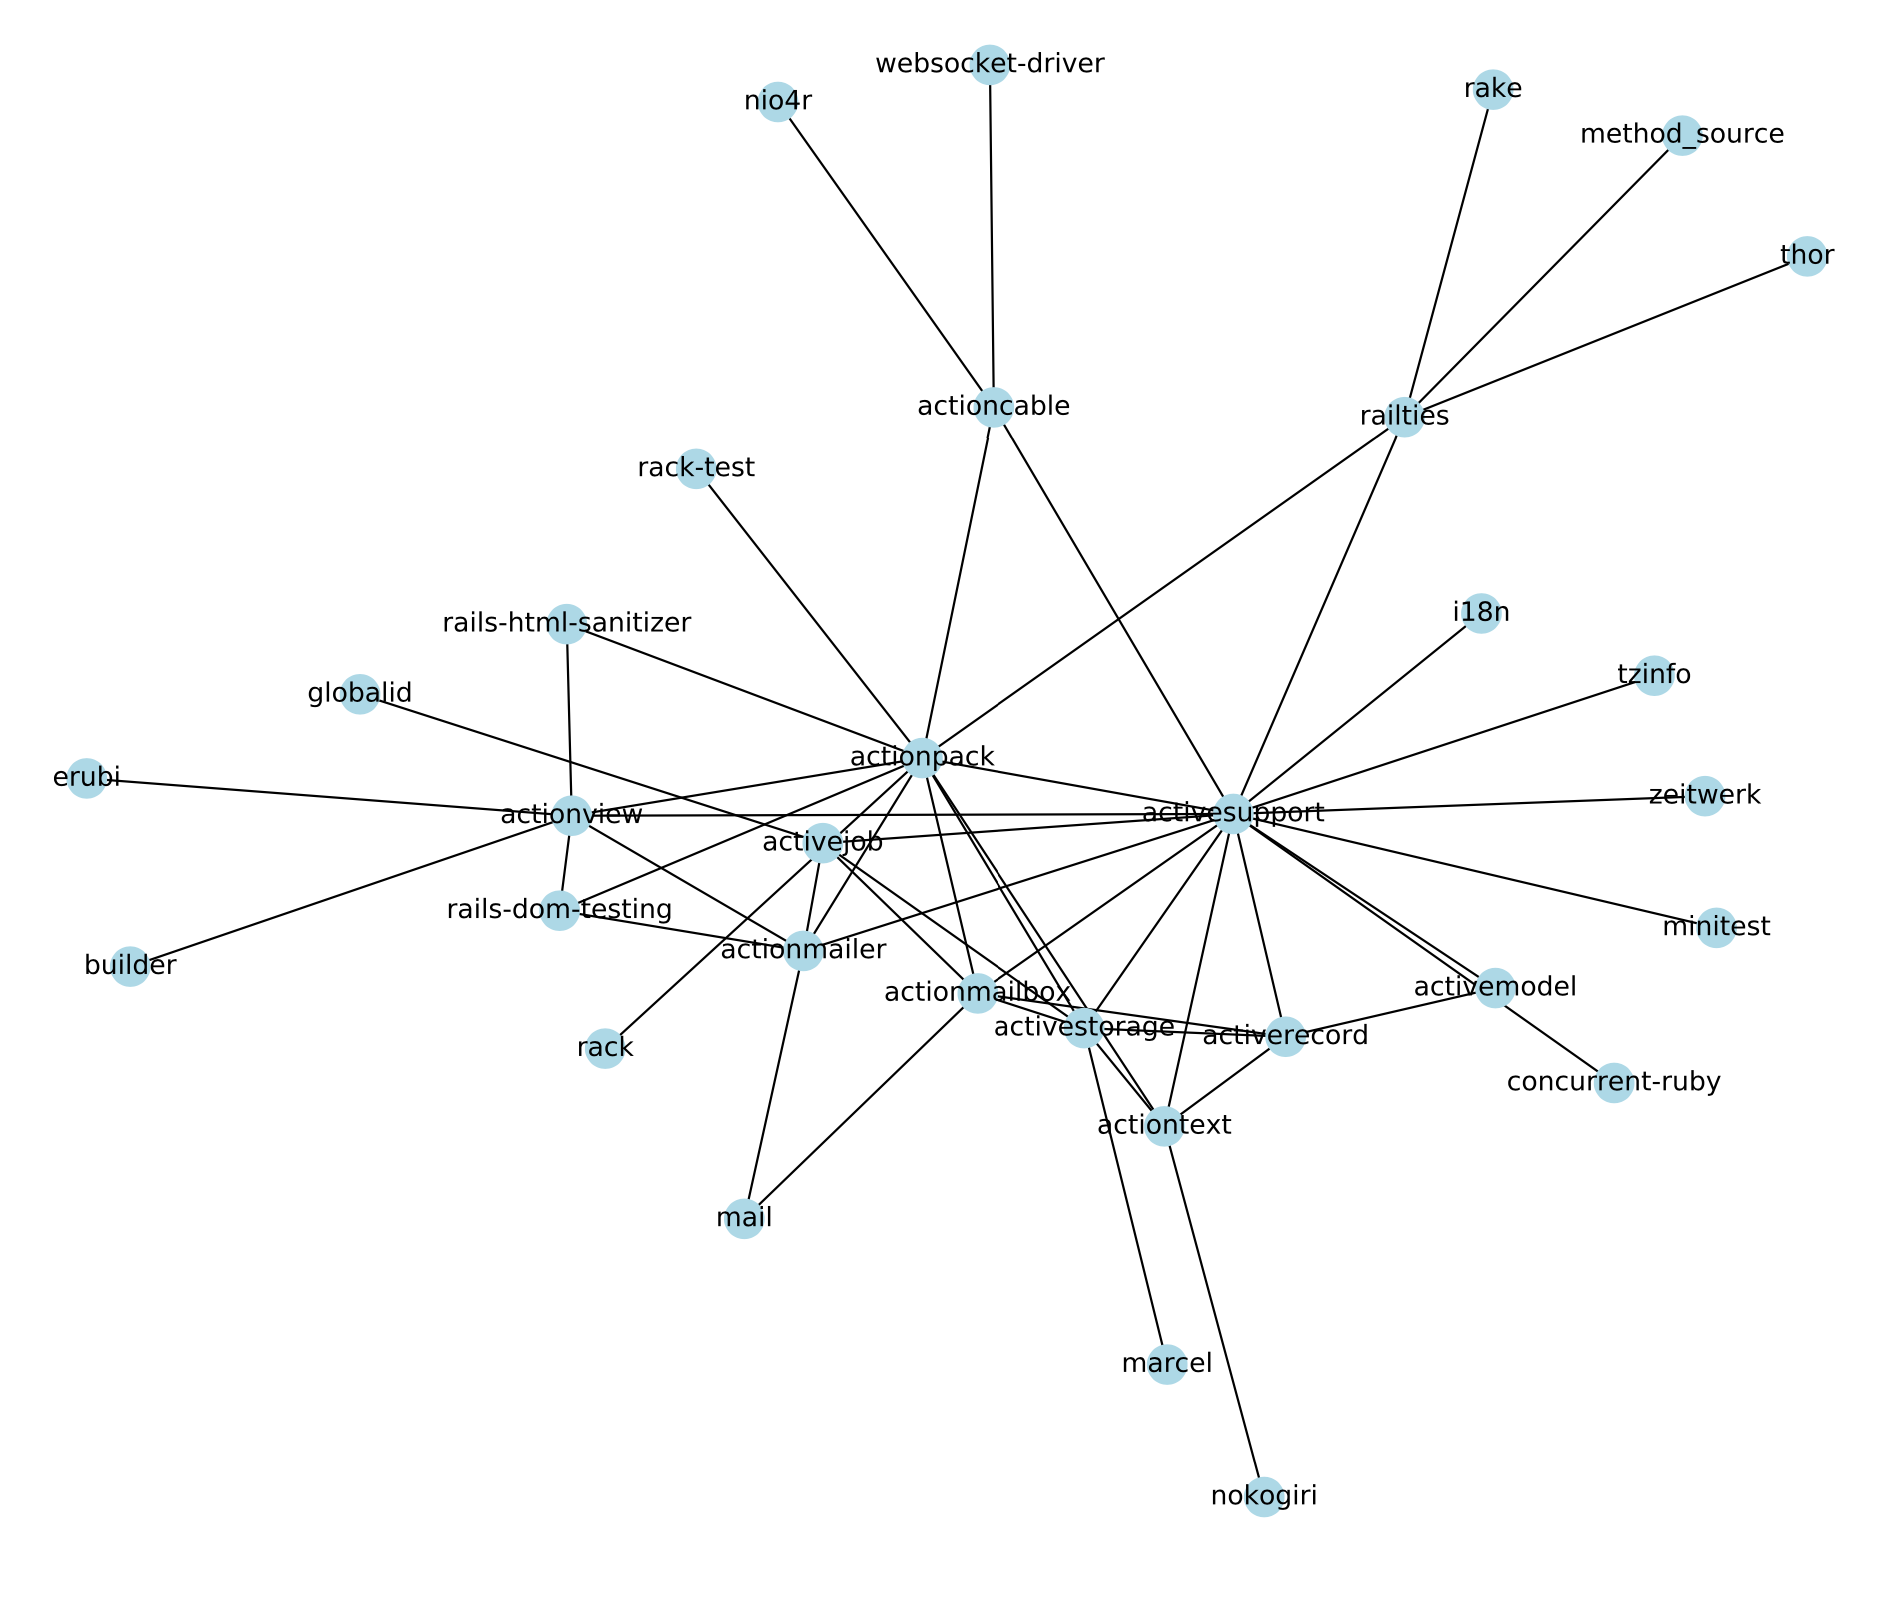 websocket-driver
rake
nio4r
method_source
thor
actioncable
railties
rack-test
i18n
rails-html-sanitizer
tzinfo
globalid
actionpack
erubi
zeitwerk
actionview
activesupport
activejob
rails-dom-testing
minitest
actionmailer
builder
activemodel
actionmailbox
activestorage
activerecord
rack
concurrent-ruby
actiontext
mail
marcel
nokogiri